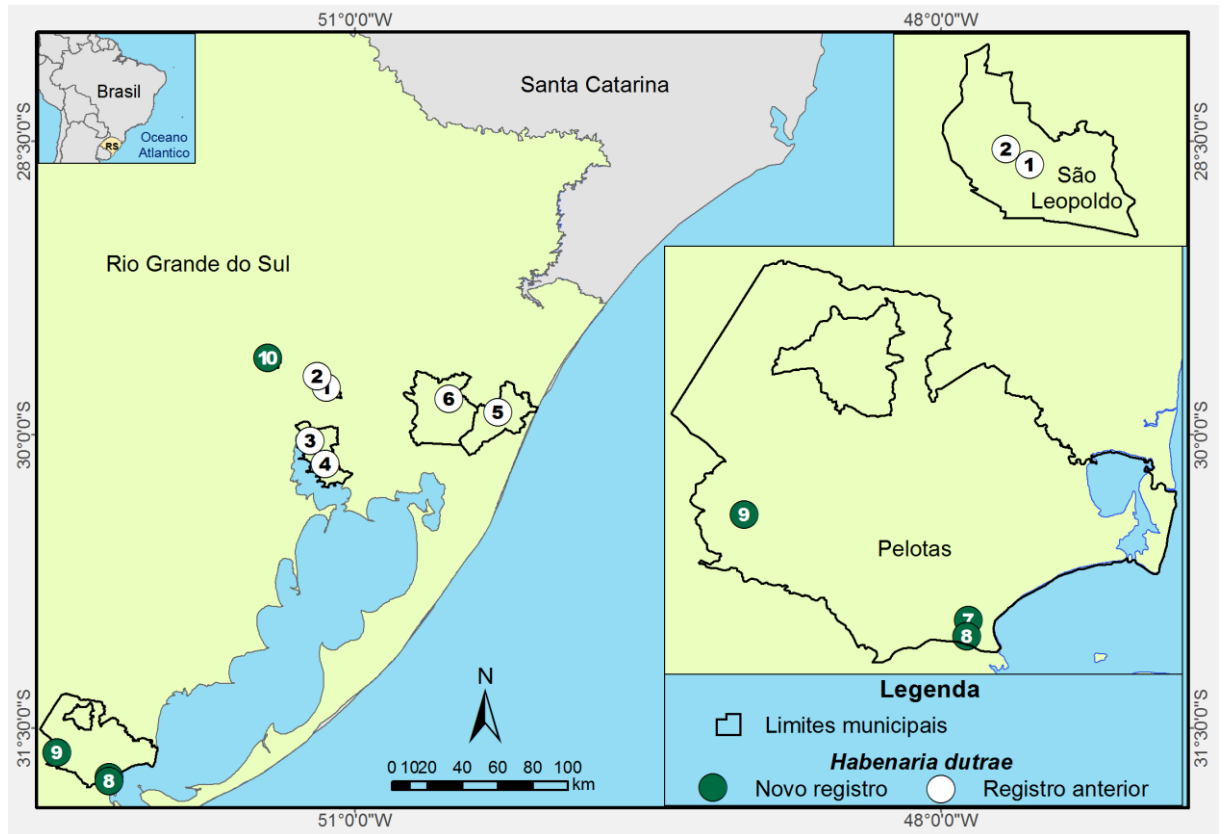 51°0'0"W
48°0'0"W
Brasil
RS
Oceano
Atlantico
28°30'0"S
28°30'0"S
Santa Catarina
2
1
São
Leopoldo
Rio Grande do Sul
10
2
1
6
5
3
4
30°0'0"S
30°0'0"S
9
Pelotas
7
8
N
0 10 20 40 60 80 100
km
31°30'0"S
31°30'0"S
9
8
Legenda
Limites municipais
Habenaria dutrae
Novo registro
Registro anterior
51°0'0"W
48°0'0"W